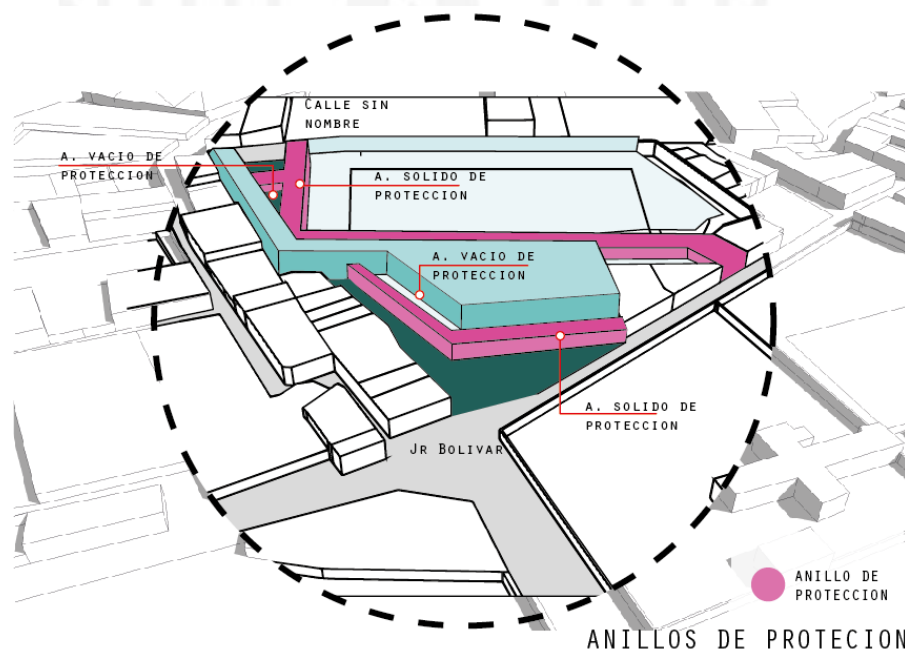 CALLE SIN
NOMBRE
A. VACIO DE
PROTECCION
A. SOLIDO DE
PROTECCION
A. VACIO DE
PROTECCION
A. SOLIDO DE
PROTECCION
JR BOLIVAR
ANILLO DE
PROTECCION
ANILLOS DE PROTECION